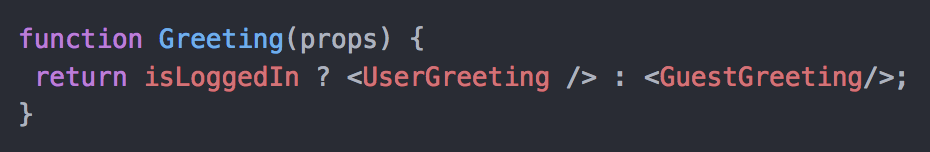 function Greeting(props) {
 return isLoggedIn ? <UserGreeting /> : <GuestGreeting/>;
}